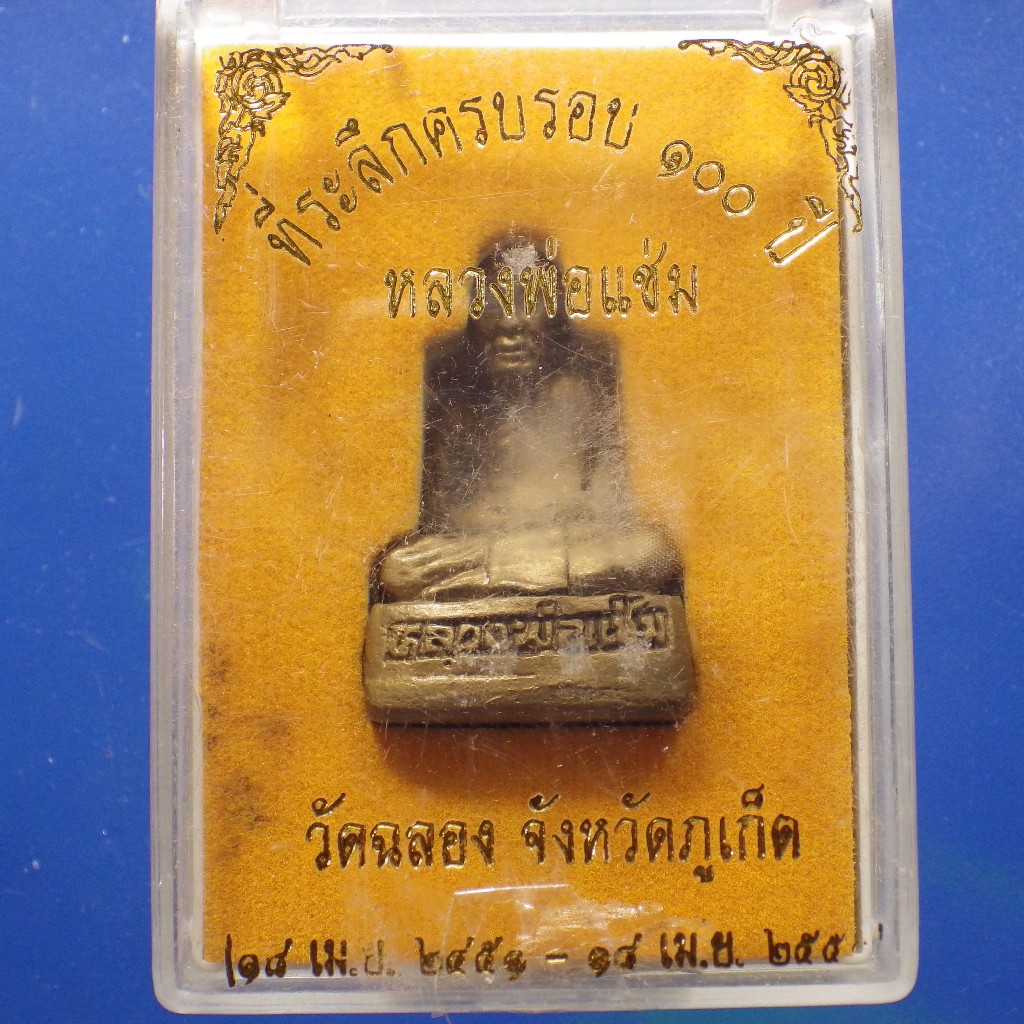 ที่ระลึกครบรอบ ๑๐๐ ปี
หลวงพ่อแช่ม
หลวงพ่อแช่ม
วัดฉลอง จังหวัดภูเก็ต
๑๘ เม.ย. ๒๔๕๑ - ๑๘ เม.ย. ๒๕๕